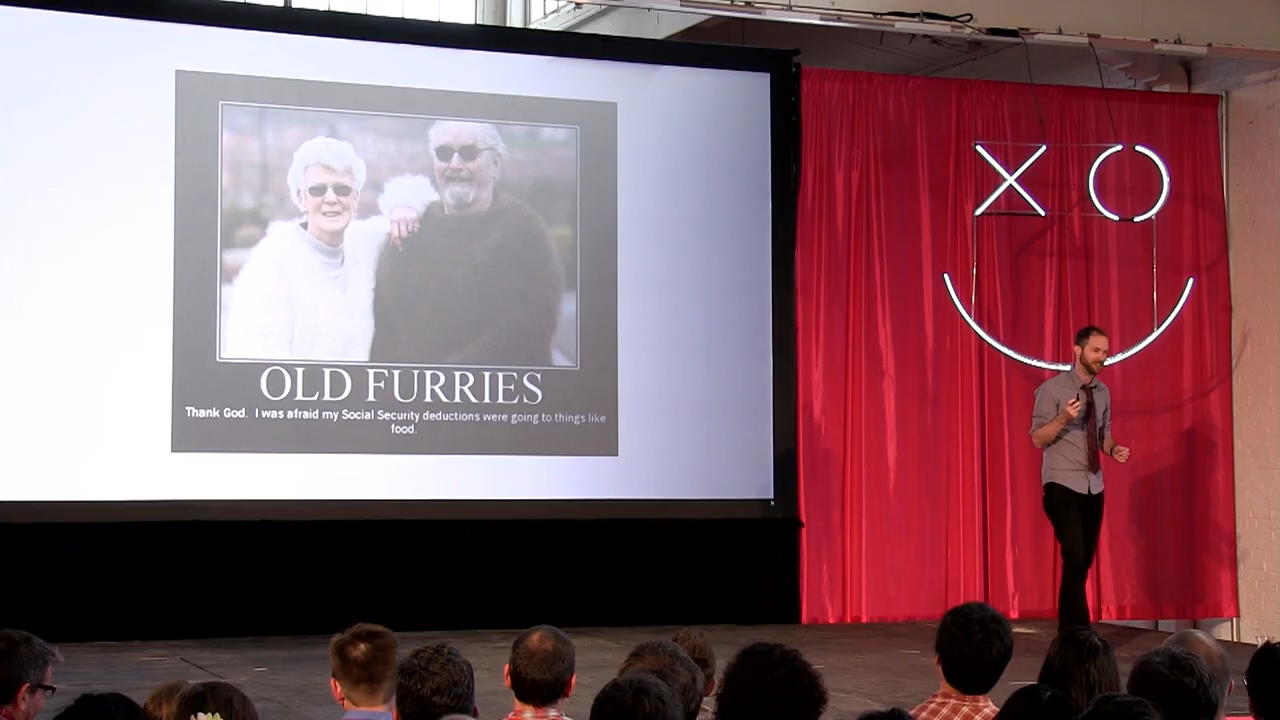 XO
OLD FURRIES
Thank God. I was afraid my Social Security deductions were going to things like
food.